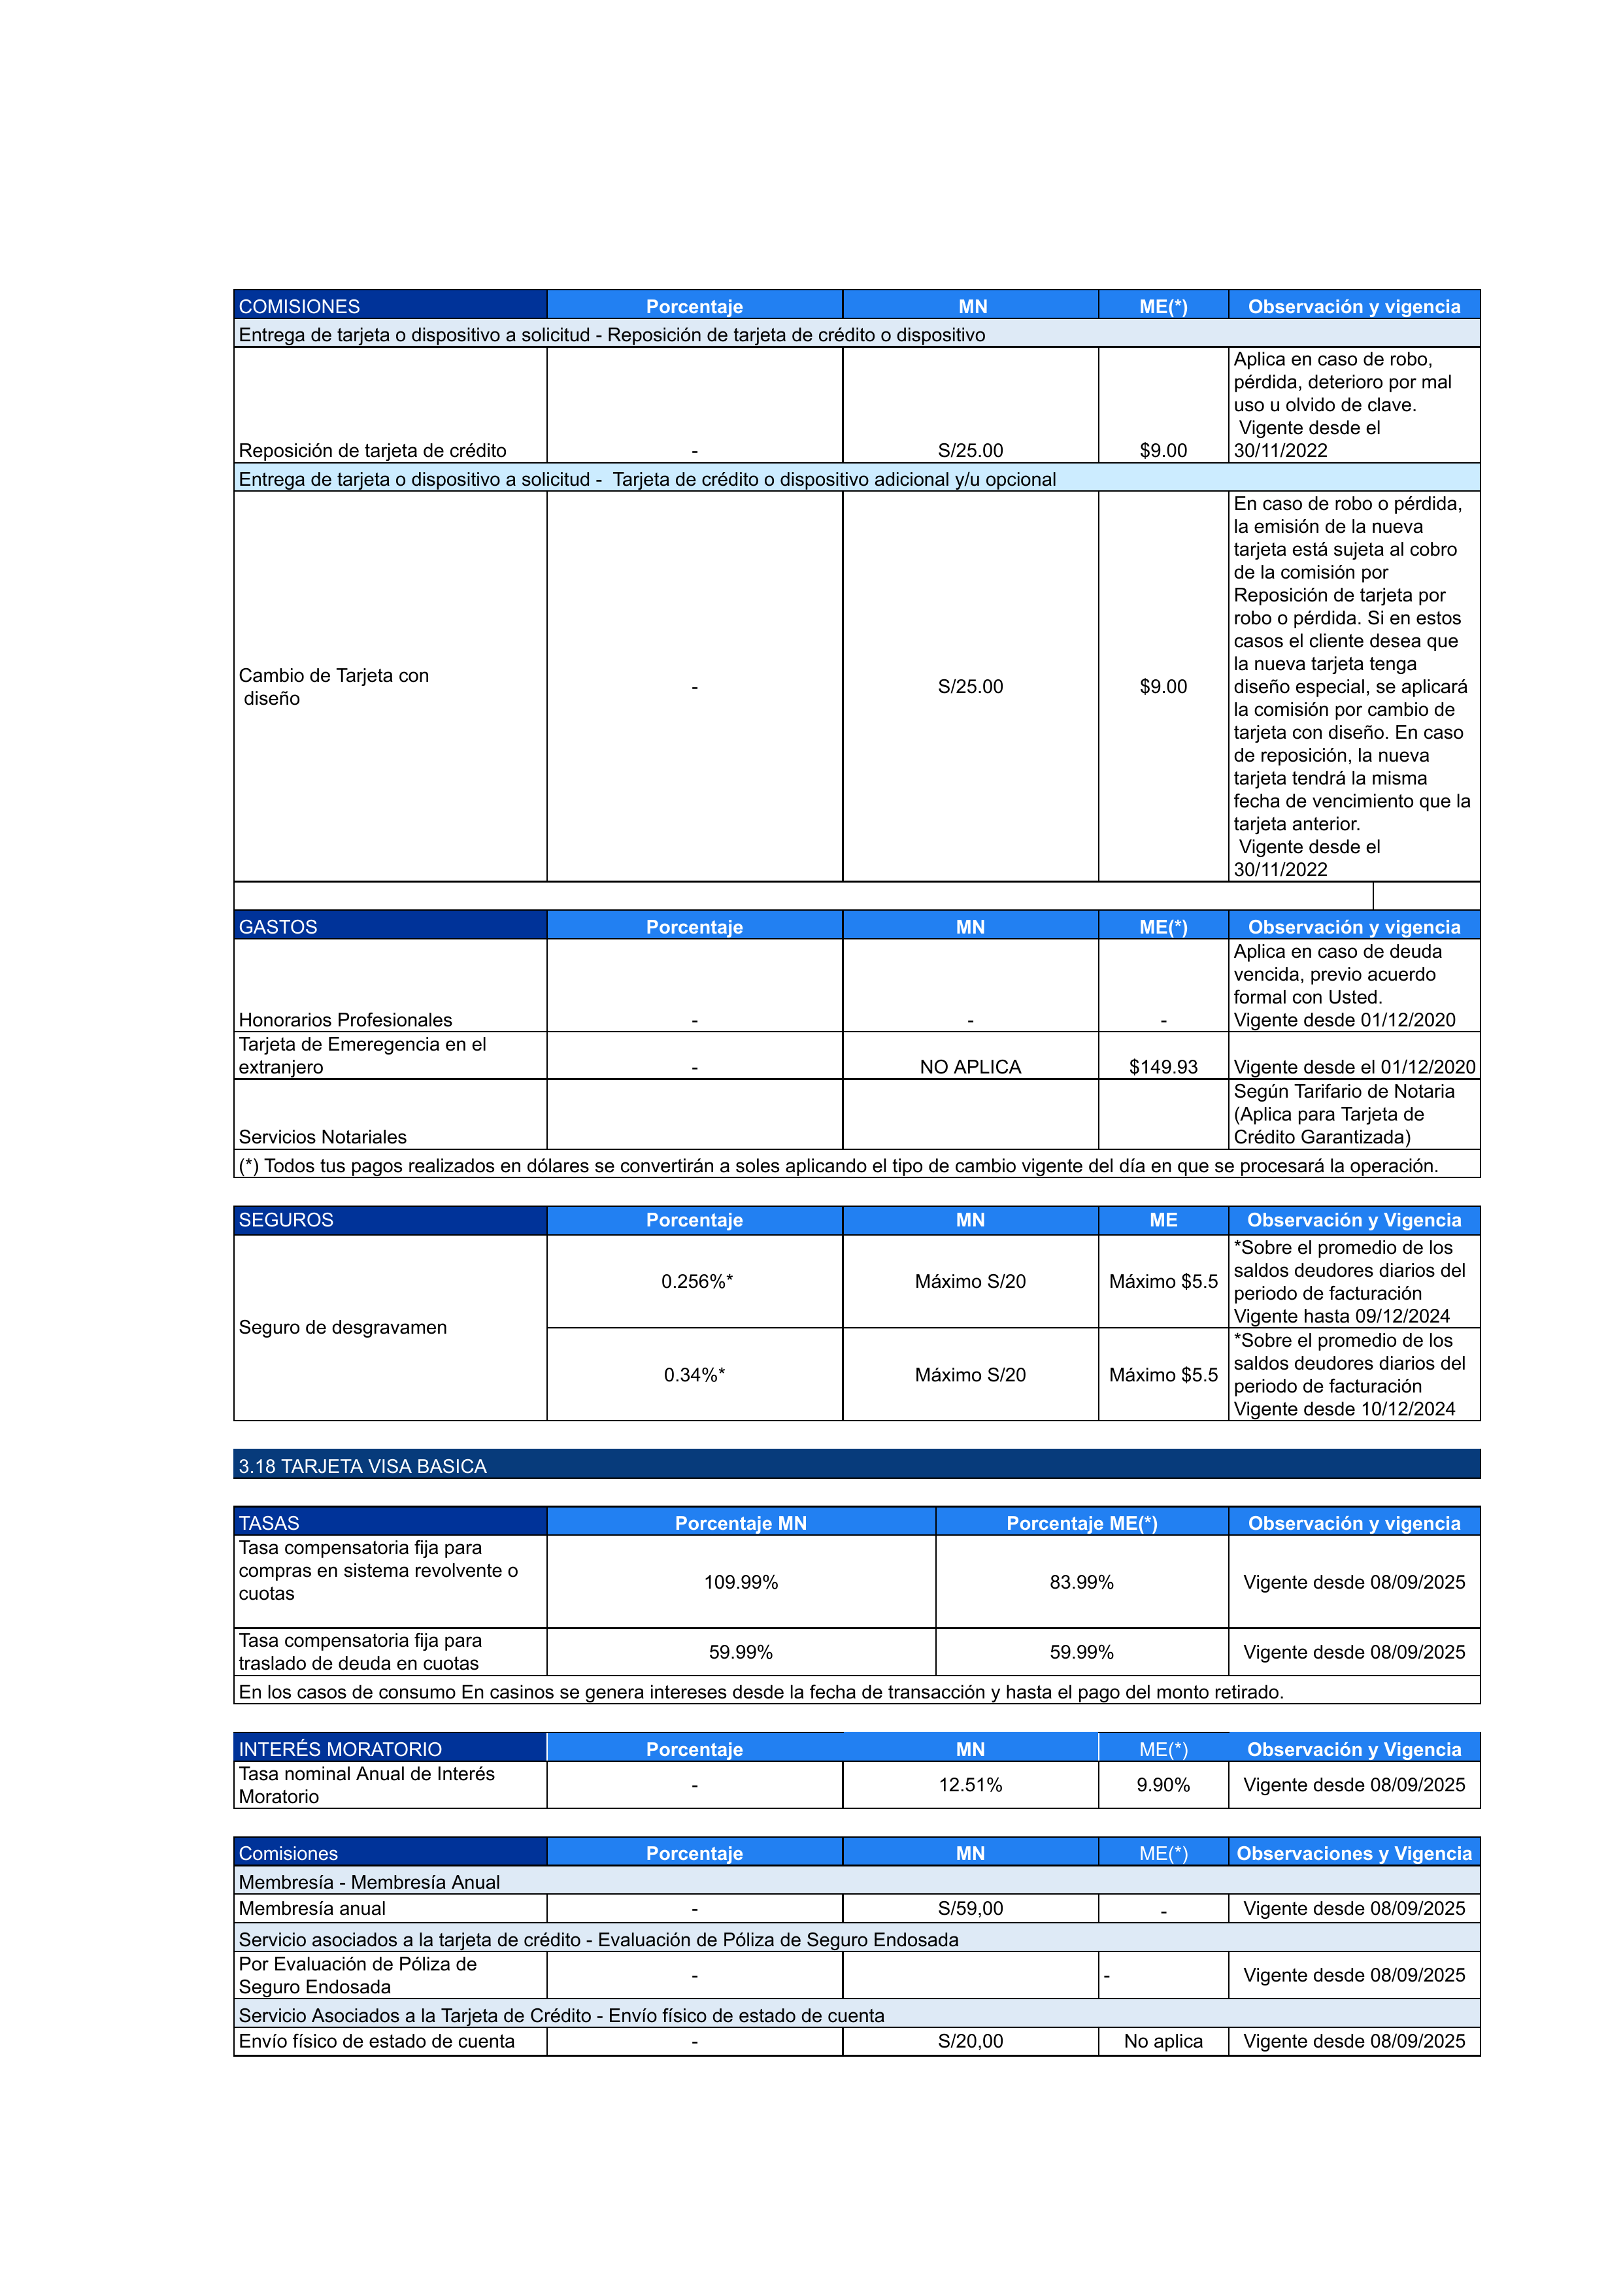 COMISIONES Porcentaje MN ME(*) Observación y vigencia
Entrega de tarjeta o dispositivo a solicitud - Reposición de tarjeta de crédito o dispositivo
Aplica en caso de robo,
pérdida, deterioro por mal
uso u olvido de clave.
Vigente desde el
Reposición de tarjeta de crédito - S/25.00 $9.00 30/11/2022
Entrega de tarjeta o dispositivo a solicitud - Tarjeta de crédito o dispositivo adicional y/u opcional
Cambio de Tarjeta con
diseño
-
S/25.00
$9.00
En caso de robo o pérdida,
la emisión de la nueva
tarjeta está sujeta al cobro
de la comisión por
Reposición de tarjeta por
robo o pérdida. Si en estos
casos el cliente desea que
la nueva tarjeta tenga
diseño especial, se aplicará
la comisión por cambio de
tarjeta con diseño. En caso
de reposición, la nueva
tarjeta tendrá la misma
fecha de vencimiento que la
tarjeta anterior.
Vigente desde el
30/11/2022
GASTOS Porcentaje MN ME(*) Observación y vigencia
Aplica en caso de deuda
vencida, previo acuerdo
formal con Usted.
Honorarios Profesionales - - - Vigente desde 01/12/2020
Tarjeta de Emeregencia en el
extranjero - NO APLICA $149.93 Vigente desde el 01/12/2020
Según Tarifario de Notaria
(Aplica para Tarjeta de
Servicios Notariales Crédito Garantizada)
(*) Todos tus pagos realizados en dólares se convertirán a soles aplicando el tipo de cambio vigente del día en que se procesará la operación.
SEGUROS Porcentaje MN ME Observación y Vigencia
Seguro de desgravamen
0.256%* Máximo S/20 Máximo $5.5
*Sobre el promedio de los
saldos deudores diarios del
periodo de facturación
Vigente hasta 09/12/2024
0.34%* Máximo S/20 Máximo $5.5
*Sobre el promedio de los
saldos deudores diarios del
periodo de facturación
Vigente desde 10/12/2024
3.18 TARJETA VISA BASICA
TASAS Porcentaje MN Porcentaje ME(*) Observación y vigencia
Tasa compensatoria fija para
compras en sistema revolvente o
cuotas
109.99% 83.99% Vigente desde 08/09/2025
Tasa compensatoria fija para
traslado de deuda en cuotas
59.99% 59.99% Vigente desde 08/09/2025
En los casos de consumo En casinos se genera intereses desde la fecha de transacción y hasta el pago del monto retirado.
INTERÉS MORATORIO Porcentaje MN ME(*) Observación y Vigencia
Tasa nominal Anual de Interés
Moratorio
- 12.51% 9.90% Vigente desde 08/09/2025
Comisiones Porcentaje MN ME(*) Observaciones y Vigencia
Membresía - Membresía Anual
Membresía anual - S/59,00 - Vigente desde 08/09/2025
Servicio asociados a la tarjeta de crédito - Evaluación de Póliza de Seguro Endosada
Por Evaluación de Póliza de
Seguro Endosada
- - Vigente desde 08/09/2025
Servicio Asociados a la Tarjeta de Crédito - Envío físico de estado de cuenta
Envío físico de estado de cuenta - S/20,00 No aplica Vigente desde 08/09/2025